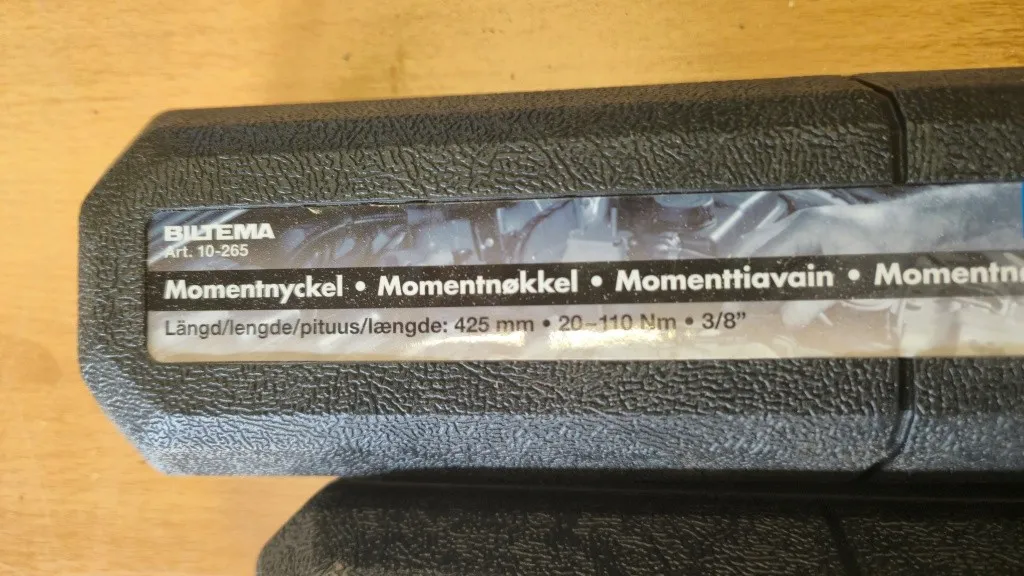 BILTEMA
Art. 10-265
Momentnyckel • Momentnøkkel • Momenttiavain •
Längd/lengde/pituus/længde: 425 mm • 20–110 Nm • 3/8”